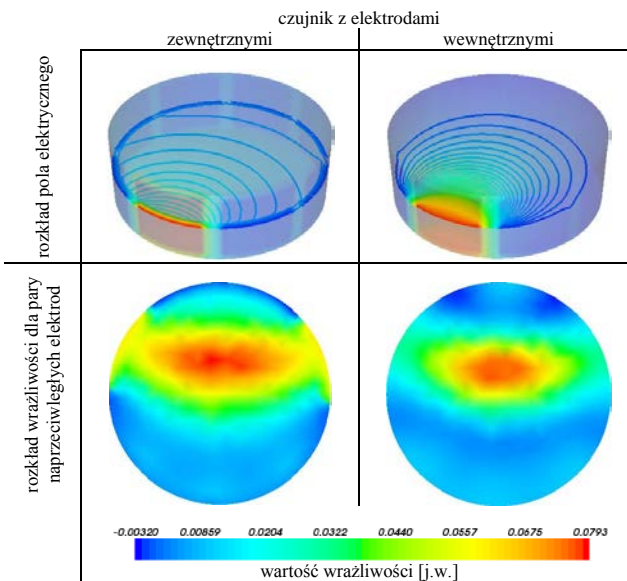 czujnik z elektrodami
zewnętrznymi
wewnętrznymi
rozkład pola elektrycznego
rozkład wrażliwości dla pary
naprzeciwległych elektrod
-0.00320 0.00859 0.0204 0.0322 0.0440 0.0557 0.0675 0.0793
wartość wrażliwości [j.w.]